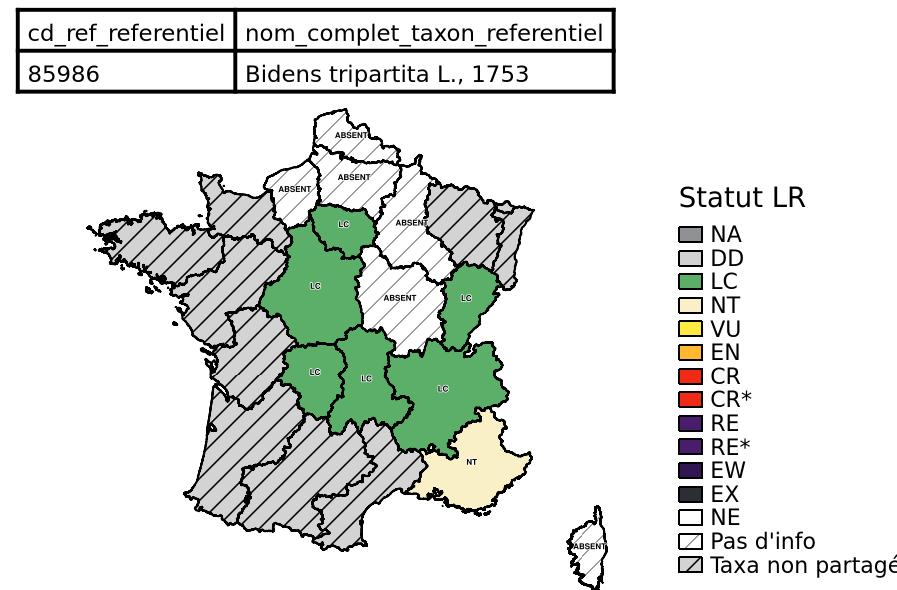 cd_ref_referentiel nom_complet_taxon_referentiel
85986 Bidens tripartita L., 1753
ABSENT
ABSENT
ABSENT
LC
ABSENT
LC
ABSENT
LC
LC
LC
LC
NT
ABSENT
Statut LR
NA
DD
LC
NT
VU
EN
CR
CR*
RE
RE*
EW
EX
NE
Pas d'info
Taxa non partagé